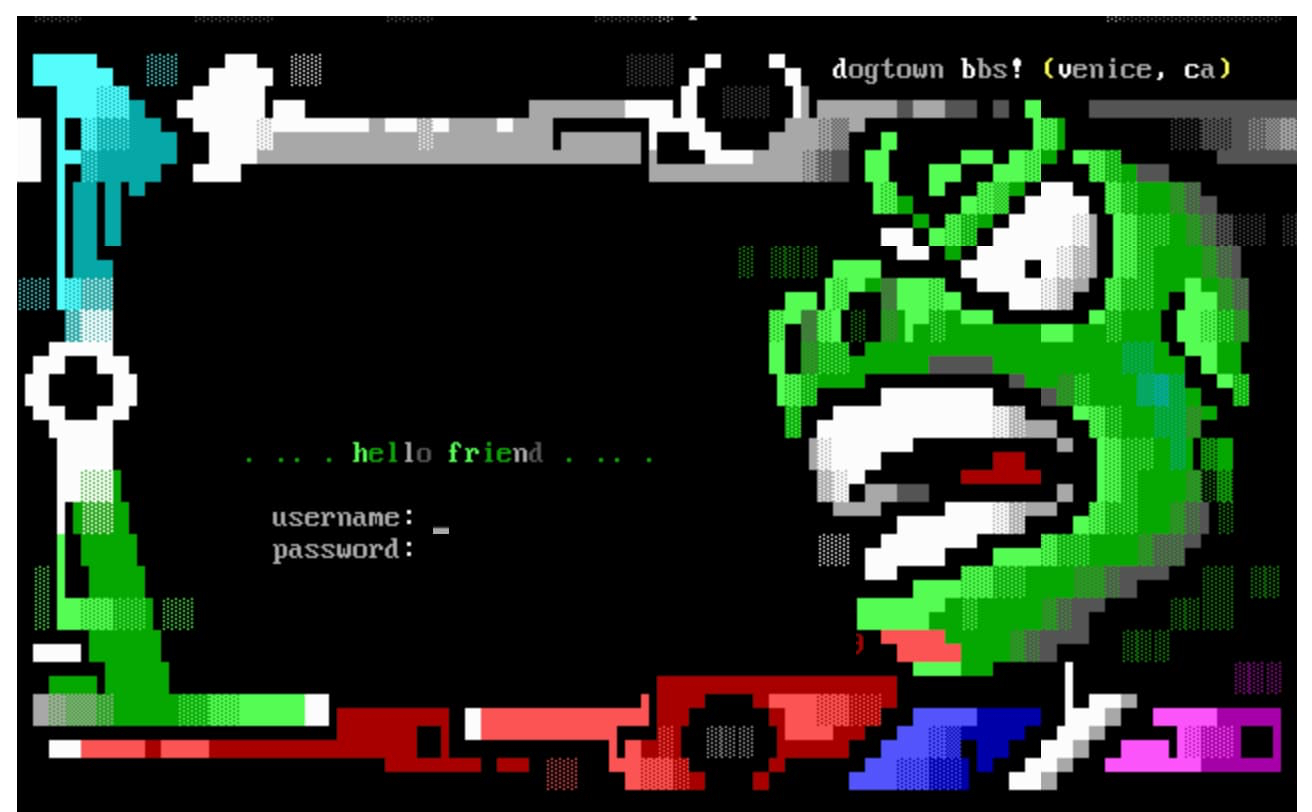 dogtown bbs! (venice, ca)
. .. . hello friend . .. .
username: _
password: